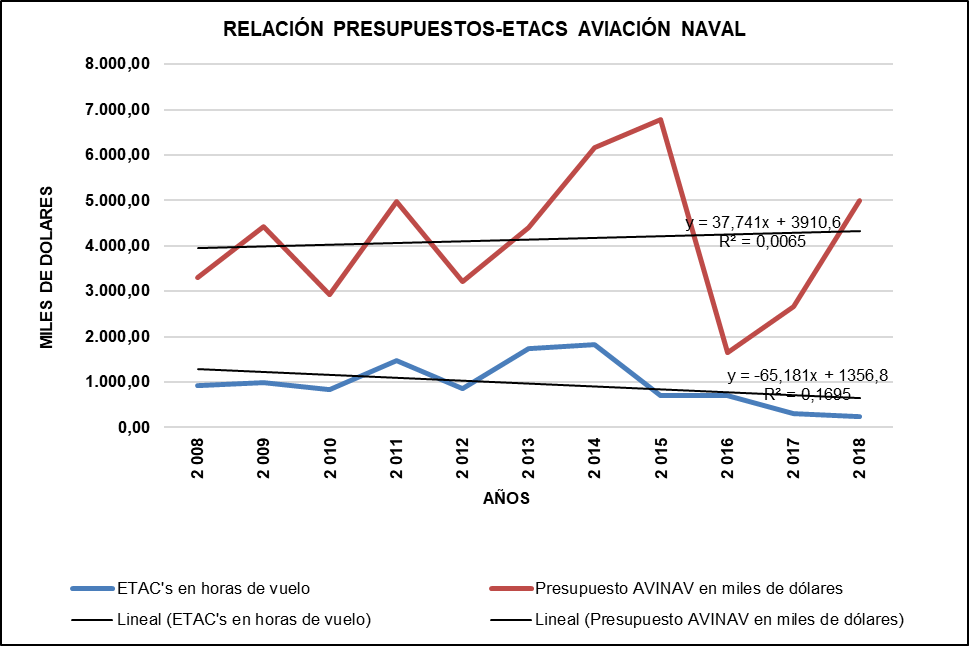 RELACIÓN PRESUPUESTOS-ETACS AVIACIÓN NAVAL
8.000,00
7.000,00
6.000,00
5.000,00
4.000,00
3.000,00
2.000,00
1.000,00
0,00
MILES DE DOLARES
y = 37,741x + 3910,6
R² = 0,0065
y = -65,181x + 1356,8
R² = 0,1695
2 008
2 009
2 010
2 011
2 012
2 013
2 014
2 015
2 016
2 017
2 018
AÑOS
ETAC's en horas de vuelo
Presupuesto AVINAV en miles de dólares
Lineal (ETAC's en horas de vuelo)
Lineal (Presupuesto AVINAV en miles de dólares)